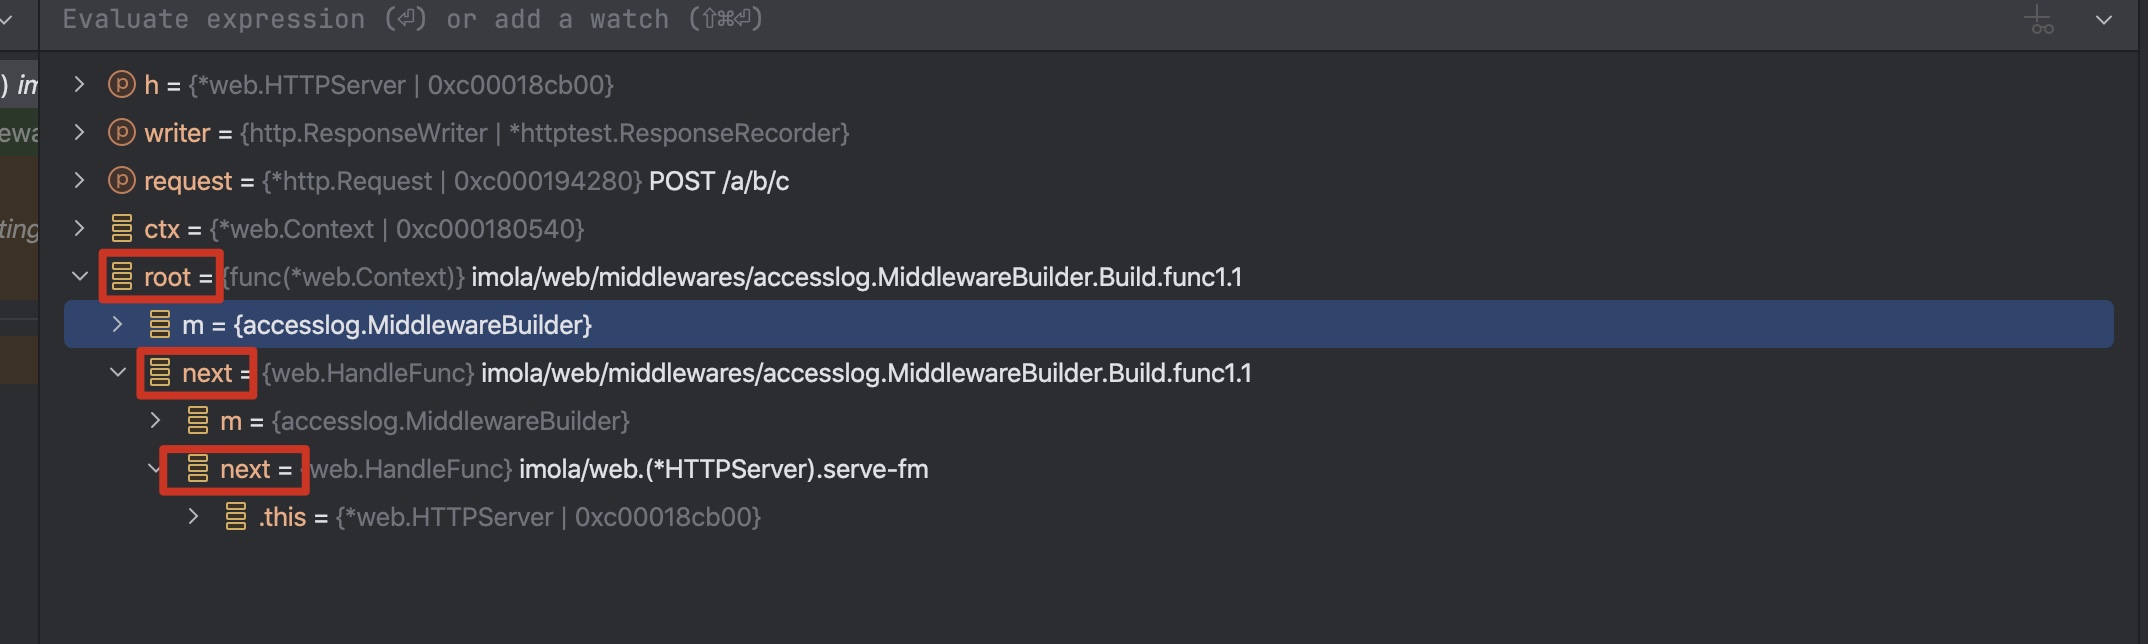 Evaluate expression (⏎) or add a watch (⇧⌘⏎)
) im
h = {*web.HTTPServer | 0xc00018cb00}
ewa
writer = {http.ResponseWriter | *httptest.ResponseRecorder}
request = {*http.Request | 0xc000194280} POST /a/b/c
ting
ctx = {*web.Context | 0xc000180540}
root = {func(*web.Context)} imola/web/middlewares/accesslog.MiddlewareBuilder.Build.func1.1
m = {accesslog.MiddlewareBuilder}
next = {web.HandleFunc} imola/web/middlewares/accesslog.MiddlewareBuilder.Build.func1.1
m = {accesslog.MiddlewareBuilder}
next = {web.HandleFunc} imola/web.(*HTTPServer).serve-fm
.this = {*web.HTTPServer | 0xc00018cb00}